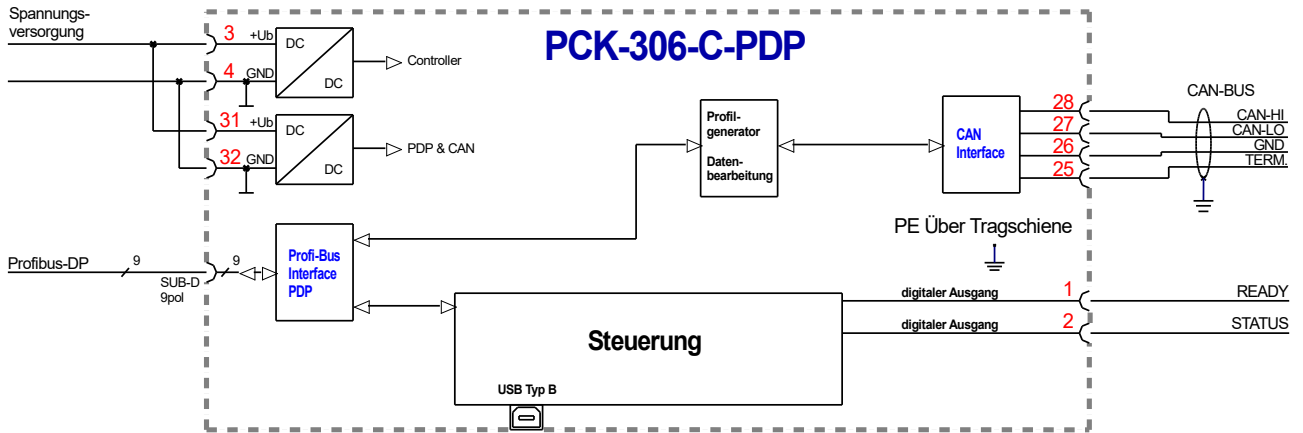 Spannungs-
versorgung
PCK-306-C-PDP
3 +Ub DC
Controller
4 GND DC
31 +Ub DC
PDP & CAN
32 GND DC
Profil-
generator
Daten-
bearbeitung
CAN
Interface
CAN-BUS
28 CAN-HI
27 CAN-LO
26 GND
25 TERM.
PE Über Tragschiene
Profibus-DP 9 9
SUB-D
9pol
Profi-Bus
Interface
PDP
Steuerung
USB Typ B
digitaler Ausgang 1 READY
digitaler Ausgang 2 STATUS